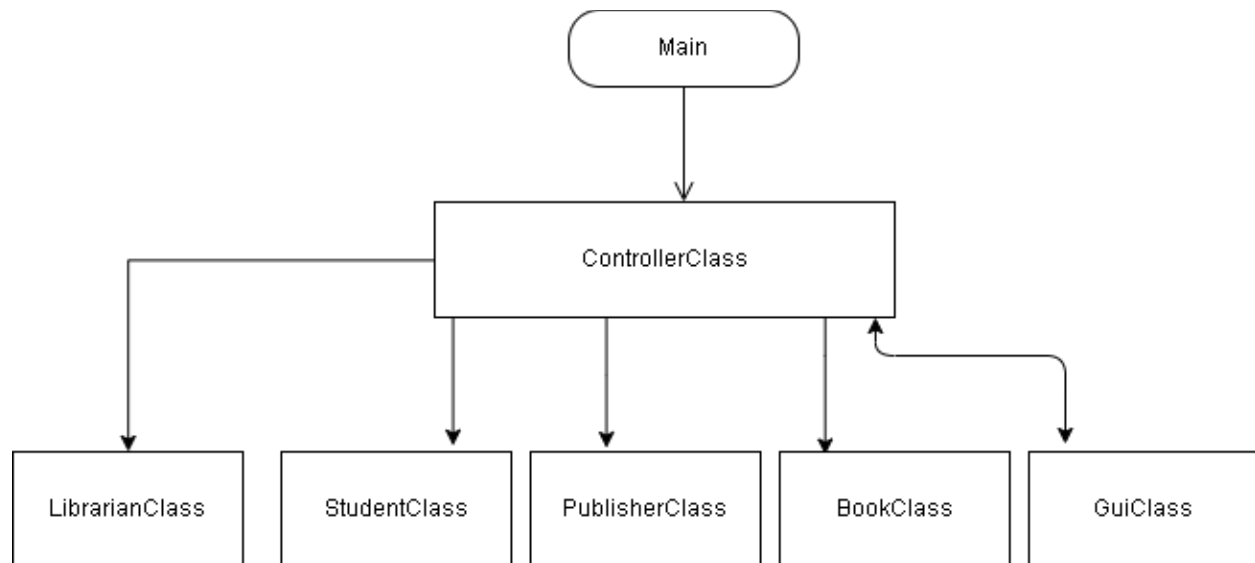 Main
ControllerClass
LibrarianClass
StudentClass
PublisherClass
BookClass
GuiClass